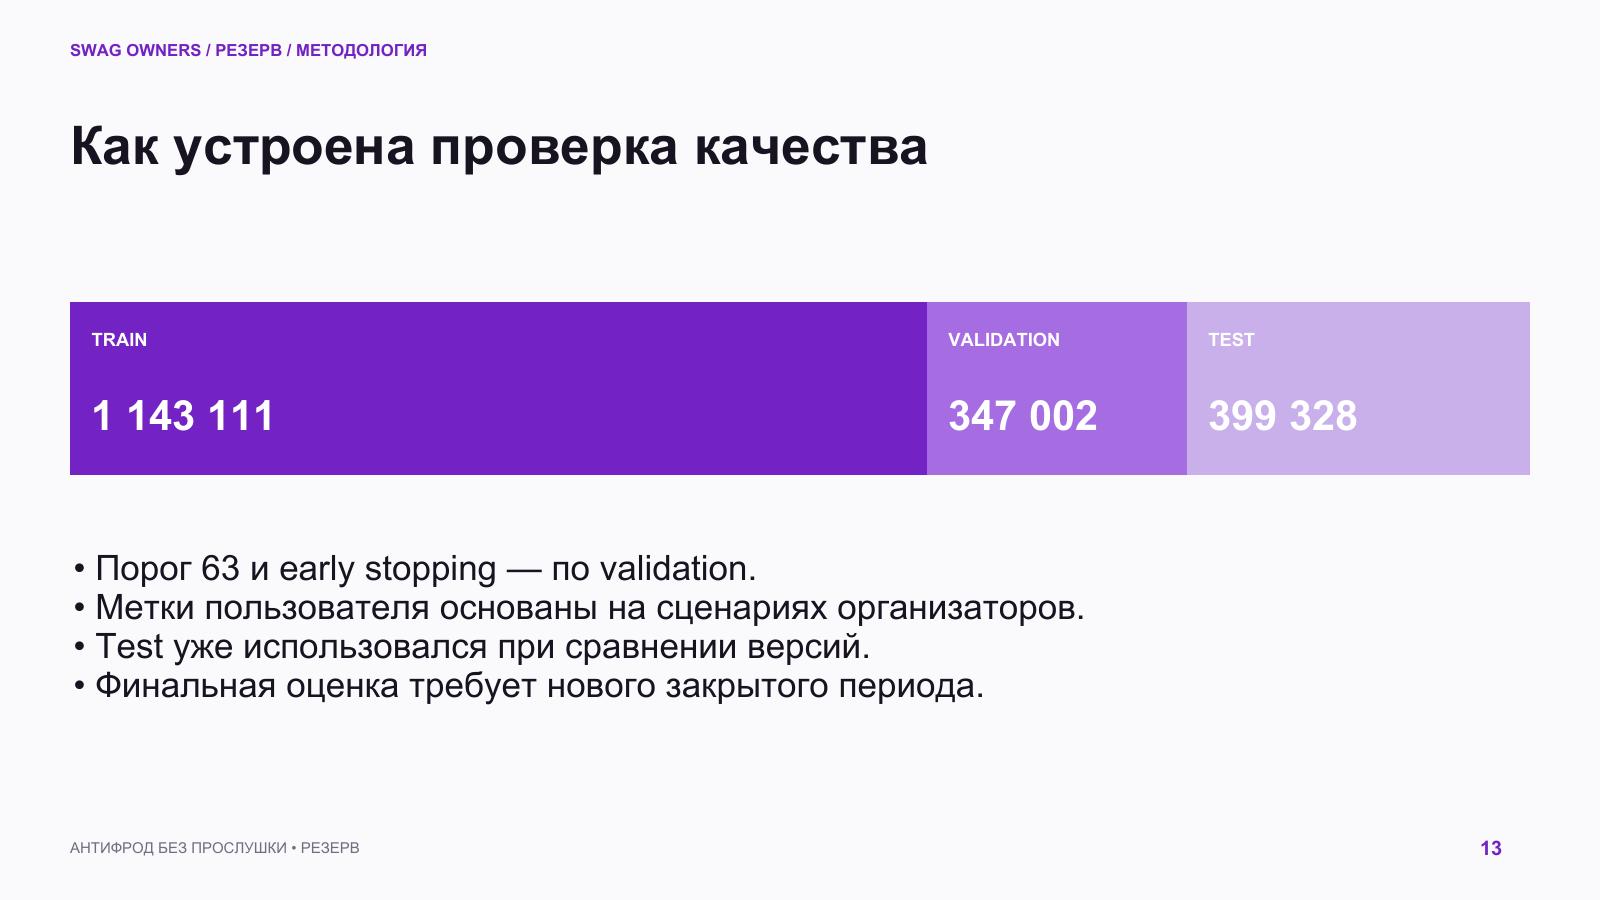 SWAG OWNERS / РЕЗЕРВ / МЕТОДОЛОГИЯ
Как устроена проверка качества
TRAIN
1 143 111
VALIDATION
347 002
TEST
399 328
• Порог 63 и early stopping — по validation.
• Метки пользователя основаны на сценариях организаторов.
• Test уже использовался при сравнении версий.
• Финальная оценка требует нового закрытого периода.
АНТИФРОД БЕЗ ПРОСЛУШКИ • РЕЗЕРВ
13